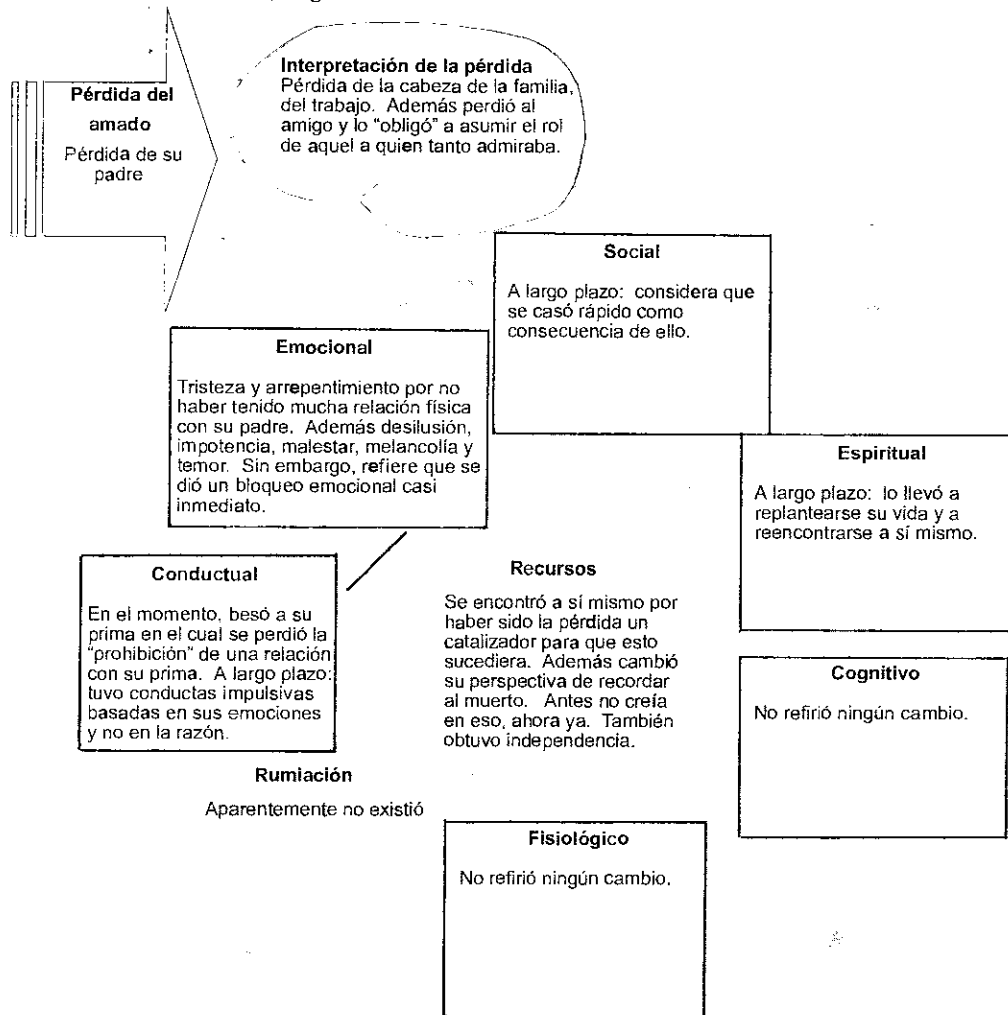 Pérdida del
amado
Pérdida de su
padre
Interpretación de la pérdida
Pérdida de la cabeza de la familia,
del trabajo. Además perdió al
amigo y lo "obligó" a asumir el rol
de aquel a quien tanto admiraba.
Social
A largo plazo: considera que
se casó rápido como
consecuencia de ello.
Emocional
Tristeza y arrepentimiento por no
haber tenido mucha relación física
con su padre. Además desilusión,
impotencia, malestar, melancolía y
temor. Sin embargo, refiere que se
dió un bloqueo emocional casi
inmediato.
Espiritual
A largo plazo: lo llevó a
replantearse su vida y a
reencontrarse a sí mismo.
Conductual
En el momento, besó a su
prima en el cual se perdió la
"prohibición" de una relación
con su prima. A largo plazo:
tuvo conductas impulsivas
basadas en sus emociones
y no en la razón.
Recursos
Se encontró a sí mismo por
haber sido la pérdida un
catalizador para que esto
sucediera. Además cambió
su perspectiva de recordar
al muerto. Antes no creía
en eso, ahora ya. También
obtuvo independencia.
Cognitivo
No refirió ningún cambio.
Rumiación
Aparentemente no existió
Fisiológico
No refirió ningún cambio.